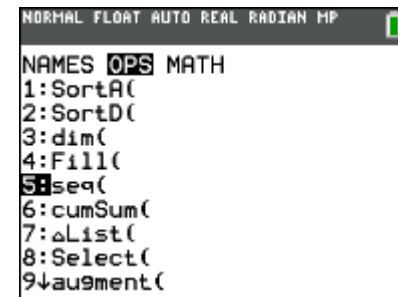 NORMAL FLOAT AUTO REAL RADIAN MP
NAMES OPS MATH
1:SortA(
2:SortD(
3:dim(
4:Fill(
5:seq(
6:cumSum(
7:△List(
8:Select(
9↓augment(